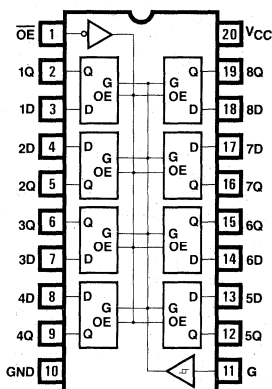 OE 1 20 VCC
1Q 2 Q G OE Q 19 8Q
1D 3 D G OE D 18 8D
2D 4 D G OE D 17 7D
2Q 5 Q G OE Q 16 7Q
3Q 6 Q G OE Q 15 6Q
3D 7 D G OE D 14 6D
4D 8 D G OE D 13 5D
4Q 9 Q G OE Q 12 5Q
GND 10 11 G